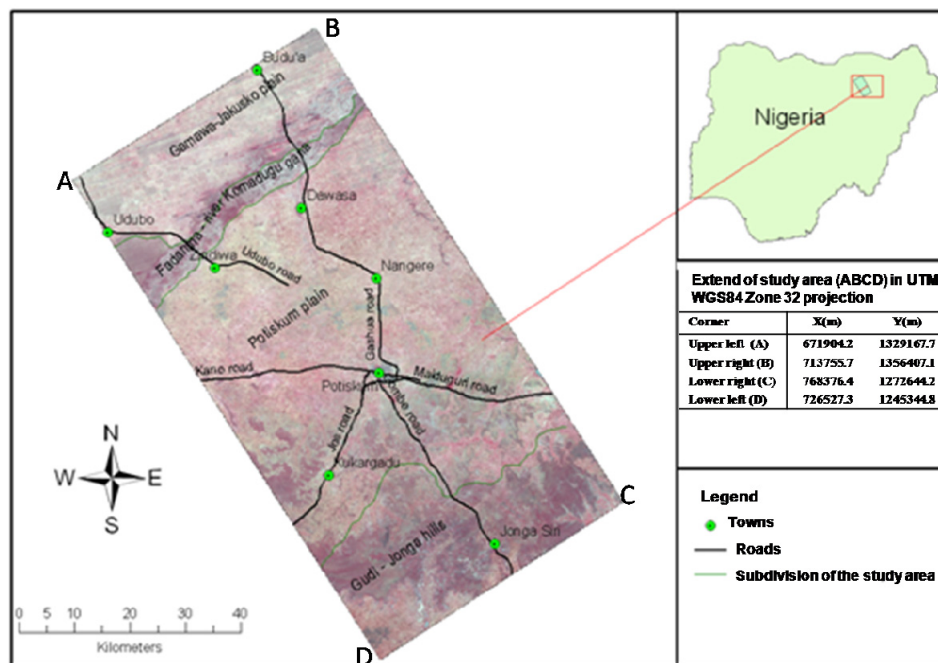 B
Budu'a
Gamawa-Jakusko plain
A
Fadamma - river Komadugu gana
Udubo
Dewasa
Zindiwa
Udubo road
Nangere
Potiskum plain
Gashua road
Kano road
Potiskum
Maiduguri road
Gombe road
Jos road
Kukargadu
C
Jonga Siri
Gudi - Jonga hills
D
N
W E
S
0 5 10 20 30 40
Kilometers
Nigeria
Extend of study area (ABCD) in UTM
WGS84 Zone 32 projection
Corner X(m) Y(m)
Upper left (A) 671904.2 1329167.7
Upper right (B) 713755.7 1356407.1
Lower right (C) 768376.4 1272644.2
Lower left (D) 726527.3 1245344.8
Legend
Towns
Roads
Subdivision of the study area